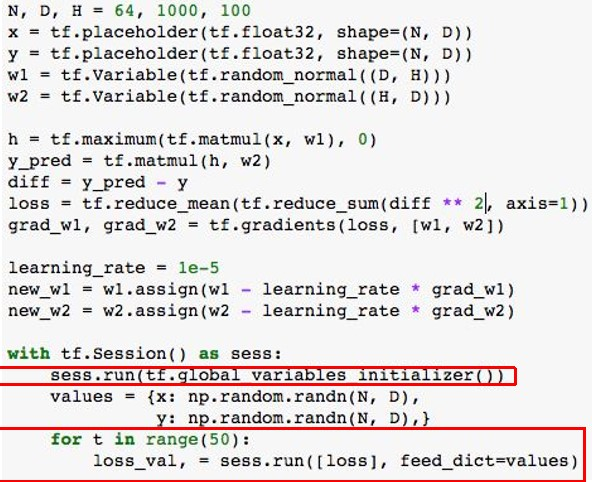 N, D, H = 64, 1000, 100
x = tf.placeholder(tf.float32, shape=(N, D))
y = tf.placeholder(tf.float32, shape=(N, D))
w1 = tf.Variable(tf.random_normal((D, H)))
w2 = tf.Variable(tf.random_normal((H, D)))

h = tf.maximum(tf.matmul(x, w1), 0)
y_pred = tf.matmul(h, w2)
diff = y_pred - y
loss = tf.reduce_mean(tf.reduce_sum(diff ** 2, axis=1))
grad_w1, grad_w2 = tf.gradients(loss, [w1, w2])

learning_rate = 1e-5
new_w1 = w1.assign(w1 - learning_rate * grad_w1)
new_w2 = w2.assign(w2 - learning_rate * grad_w2)

with tf.Session() as sess:
    sess.run(tf.global_variables_initializer())
    values = {x: np.random.randn(N, D),
              y: np.random.randn(N, D),}
    for t in range(50):
        loss_val, = sess.run([loss], feed_dict=values)